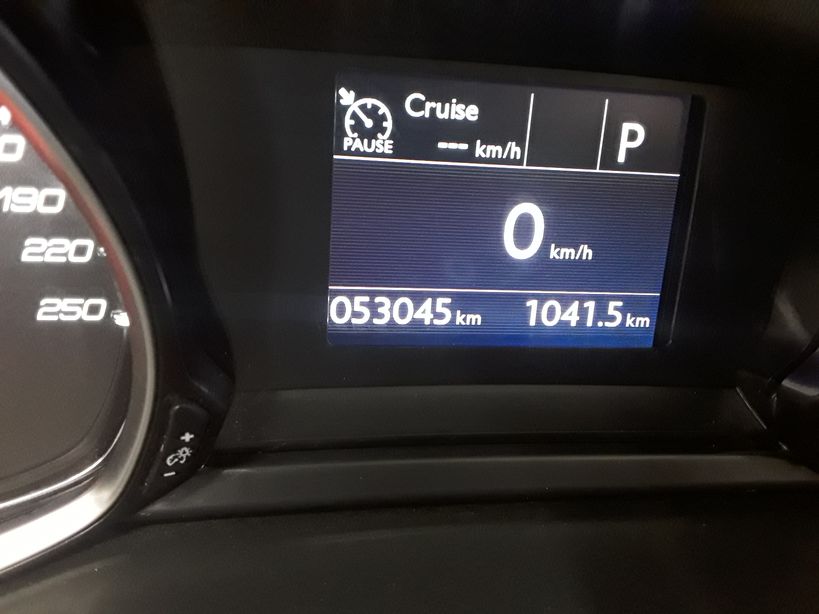 Cruise
PAUSE --- km/h
P
0 km/h
053045 km 1041.5 km
190
220
250
+
-